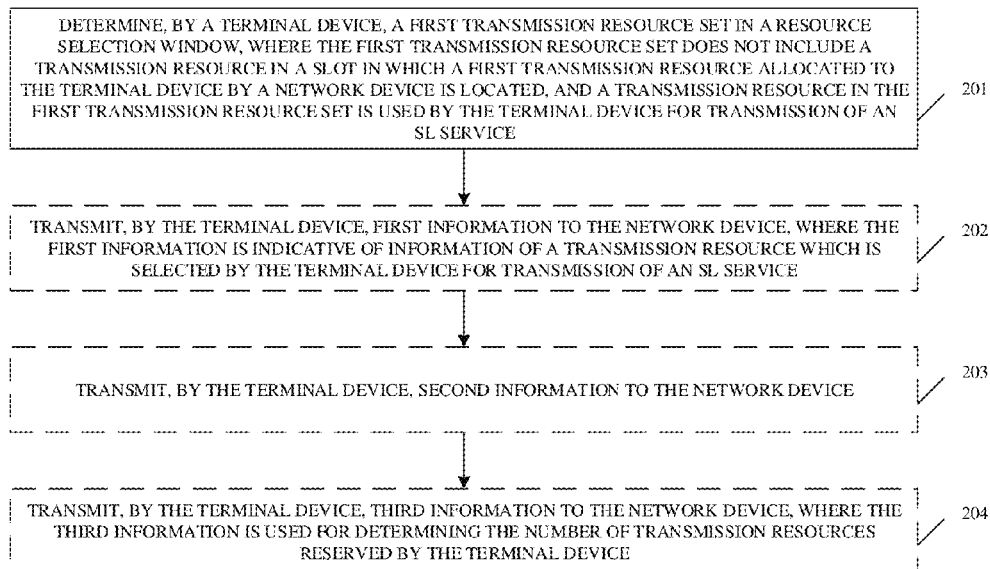 DETERMINE, BY A TERMINAL DEVICE, A FIRST TRANSMISSION RESOURCE SET IN A RESOURCE
SELECTION WINDOW, WHERE THE FIRST TRANSMISSION RESOURCE SET DOES NOT INCLUDE A
TRANSMISSION RESOURCE IN A SLOT IN WHICH A FIRST TRANSMISSION RESOURCE ALLOCATED TO
THE TERMINAL DEVICE BY A NETWORK DEVICE IS LOCATED, AND A TRANSMISSION RESOURCE IN THE
FIRST TRANSMISSION RESOURCE SET IS USED BY THE TERMINAL DEVICE FOR TRANSMISSION OF AN
SL SERVICE
201
TRANSMIT, BY THE TERMINAL DEVICE, FIRST INFORMATION TO THE NETWORK DEVICE, WHERE THE
FIRST INFORMATION IS INDICATIVE OF INFORMATION OF A TRANSMISSION RESOURCE WHICH IS
SELECTED BY THE TERMINAL DEVICE FOR TRANSMISSION OF AN SL SERVICE
202
TRANSMIT, BY THE TERMINAL DEVICE, SECOND INFORMATION TO THE NETWORK DEVICE
203
TRANSMIT, BY THE TERMINAL DEVICE, THIRD INFORMATION TO THE NETWORK DEVICE, WHERE THE
THIRD INFORMATION IS USED FOR DETERMINING THE NUMBER OF TRANSMISSION RESOURCES
RESERVED BY THE TERMINAL DEVICE
204